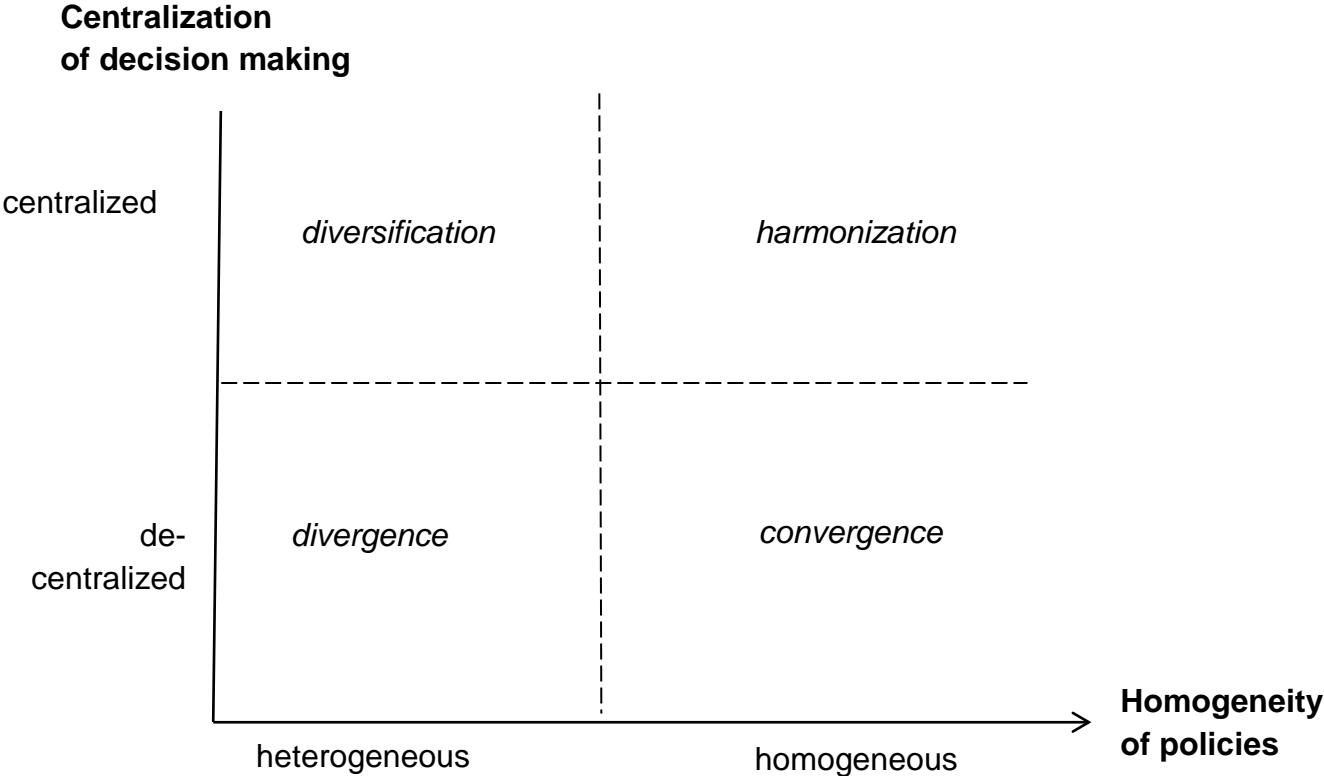 Centralization
of decision making
centralized
diversification
harmonization
de-
centralized
divergence
convergence
Homogeneity
of policies
heterogeneous
homogeneous